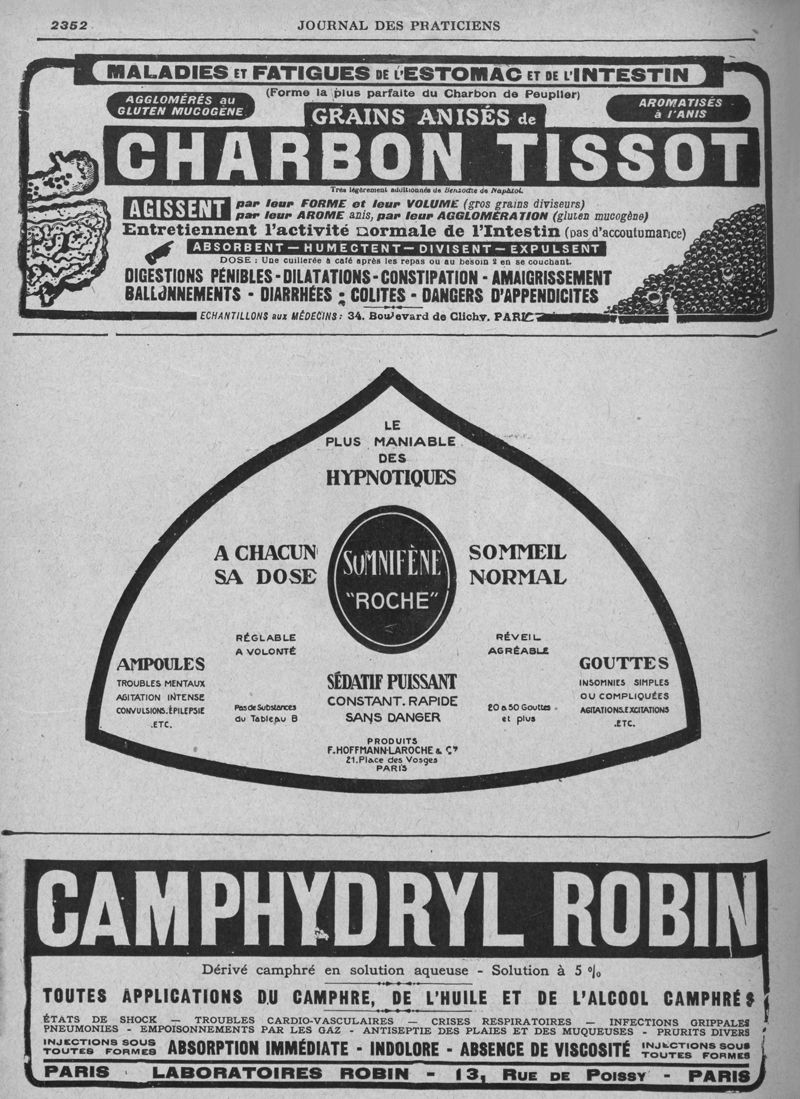 2352
JOURNAL DES PRATICIENS
MALADIES ET FATIGUES DE L'ESTOMAC ET DE L'INTESTIN
(Forme la plus parfaite du Charbon de Peuplier)
AGGLOMÉRÉS au
GLUTEN MUCOGÈNE
AROMATISÉS
à l'ANIS
GRAINS ANISÉS de
CHARBON TISSOT
Très légèrement additionnés de Benzoate de Naphtol.
AGISSENT
par leur FORME et leur VOLUME (gros grains diviseurs)
par leur AROME anis, par leur AGGLOMÉRATION (gluten mucogène)
Entretiennent l'activité normale de l'Intestin (pas d'accoutumance)
ABSORBENT — HUMECTENT — DIVISENT — EXPULSENT
DOSE : Une cuillerée à café après les repas ou au besoin 2 en se couchant.
DIGESTIONS PÉNIBLES - DILATATIONS - CONSTIPATION - AMAIGRISSEMENT
BALLONNEMENTS - DIARRHÉES - COLITES - DANGERS D'APPENDICITES
ECHANTILLONS aux MÉDECINS : 34, Boulevard de Clichy, PARIS
LE
PLUS MANIABLE
DES
HYPNOTIQUES
A CHACUN
SA DOSE
SOMNIFÈNE
"ROCHE"
SOMMEIL
NORMAL
RÉGLABLE
A VOLONTÉ
RÉVEIL
AGRÉABLE
AMPOULES
TROUBLES MENTAUX
AGITATION INTENSE
CONVULSIONS.ÉPILEPSIE
.ETC.
Pas de Substances
du Tableau B
SÉDATIF PUISSANT
CONSTANT. RAPIDE
SANS DANGER
20 à 50 Gouttes
et plus
GOUTTES
INSOMNIES SIMPLES
OU COMPLIQUÉES
AGITATIONS.EXCITATIONS
.ETC.
PRODUITS
F. HOFFMANN-LAROCHE & Cie
21. Place des Vosges
PARIS
CAMPHYDRYL ROBIN
Dérivé camphré en solution aqueuse - Solution à 5 %
TOUTES APPLICATIONS DU CAMPHRE, DE L'HUILE ET DE L'ALCOOL CAMPHRÉS
ÉTATS DE SHOCK — TROUBLES CARDIO-VASCULAIRES — CRISES RESPIRATOIRES — INFECTIONS GRIPPALES
PNEUMONIES - EMPOISONNEMENTS PAR LES GAZ - ANTISEPTIE DES PLAIES ET DES MUQUEUSES - PRURITS DIVERS
INJECTIONS SOUS
TOUTES FORMES
ABSORPTION IMMÉDIATE - INDOLORE - ABSENCE DE VISCOSITÉ
INJECTIONS SOUS
TOUTES FORMES
PARIS LABORATOIRES ROBIN - 13, RUE DE POISSY - PARIS